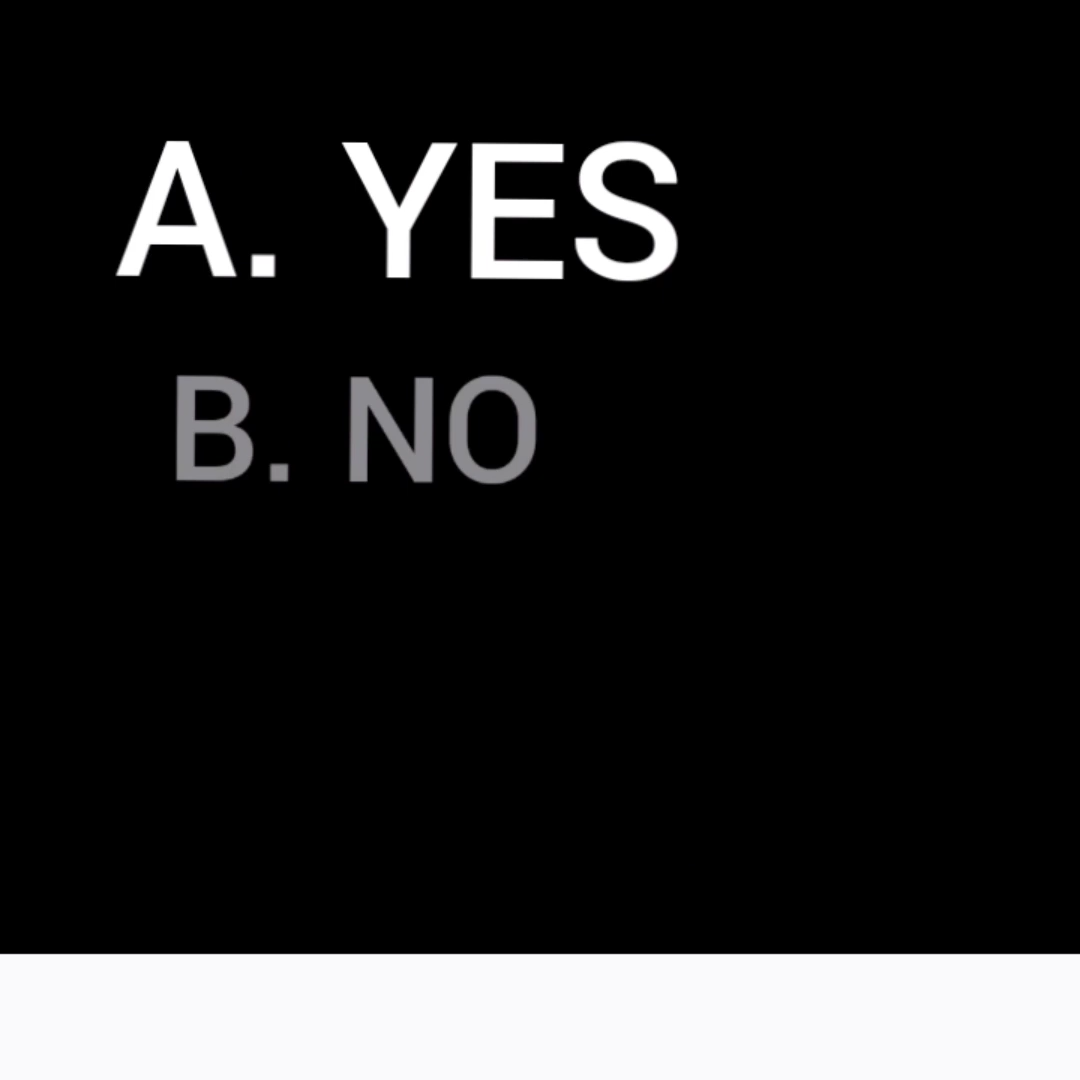 A. YES
B. NO